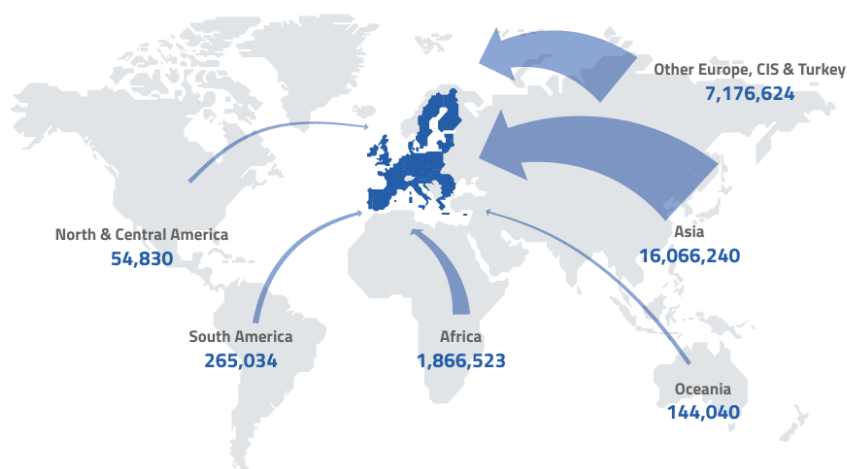 Other Europe, CIS & Turkey
7,176,624
North & Central America
54,830
Asia
16,066,240
South America
265,034
Africa
1,866,523
Oceania
144,040